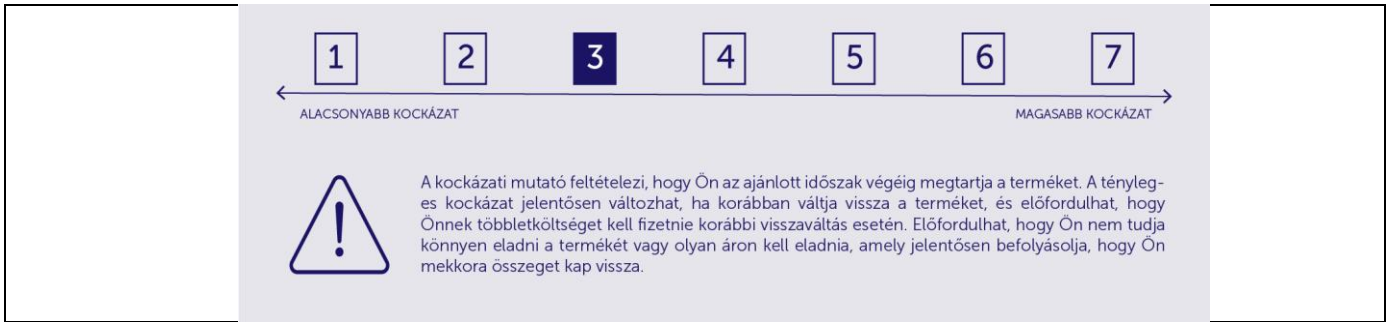 1 2 3 4 5 6 7
ALACSONYABB KOCKÁZAT MAGASABB KOCKÁZAT
A kockázati mutató feltételezi, hogy Ön az ajánlott időszak végéig megtartja a terméket. A tényleg-
es kockázat jelentősen változhat, ha korábban váltja vissza a terméket, és előfordulhat, hogy
Önnek többletköltséget kell fizetnie korábbi visszaváltás esetén. Előfordulhat, hogy Ön nem tudja
könnyen eladni a termékét vagy olyan áron kell eladnia, amely jelentősen befolyásolja, hogy Ön
mekkora összeget kap vissza.